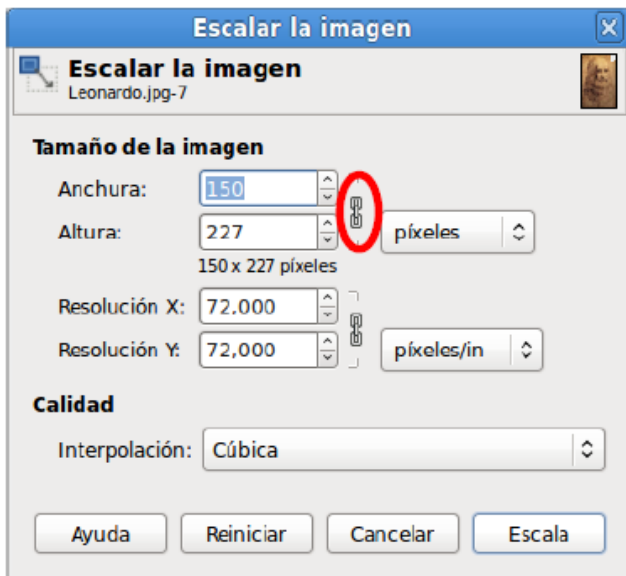 Escalar la imagen
Escalar la imagen
Leonardo.jpg-7
Tamaño de la imagen
Anchura: 150
Altura: 227 píxeles
150 x 227 píxeles
Resolución X: 72,000
Resolución Y: 72,000 píxeles/in
Calidad
Interpolación: Cúbica
Ayuda Reiniciar Cancelar Escala